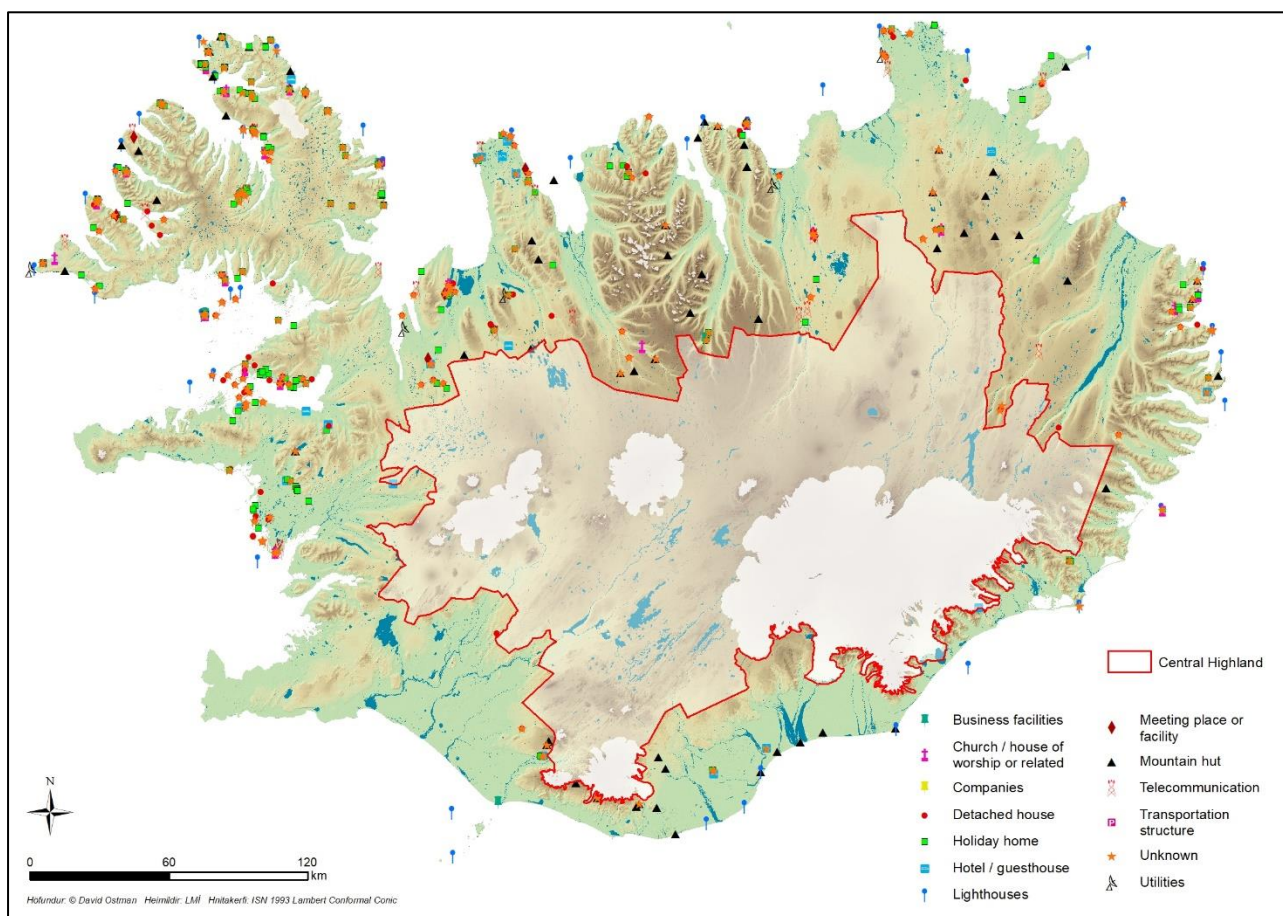 Central Highland
Business facilities
Church / house of
worship or related
Companies
Detached house
Holiday home
Hotel / guesthouse
Lighthouses
Meeting place or
facility
Mountain hut
Telecommunication
Transportation
structure
Unknown
Utilities
N
0 60 120
km
Höfundur: © David Ostman Heimildir: LMÍ Hnitakerfi: ISN 1993 Lambert Conformal Conic